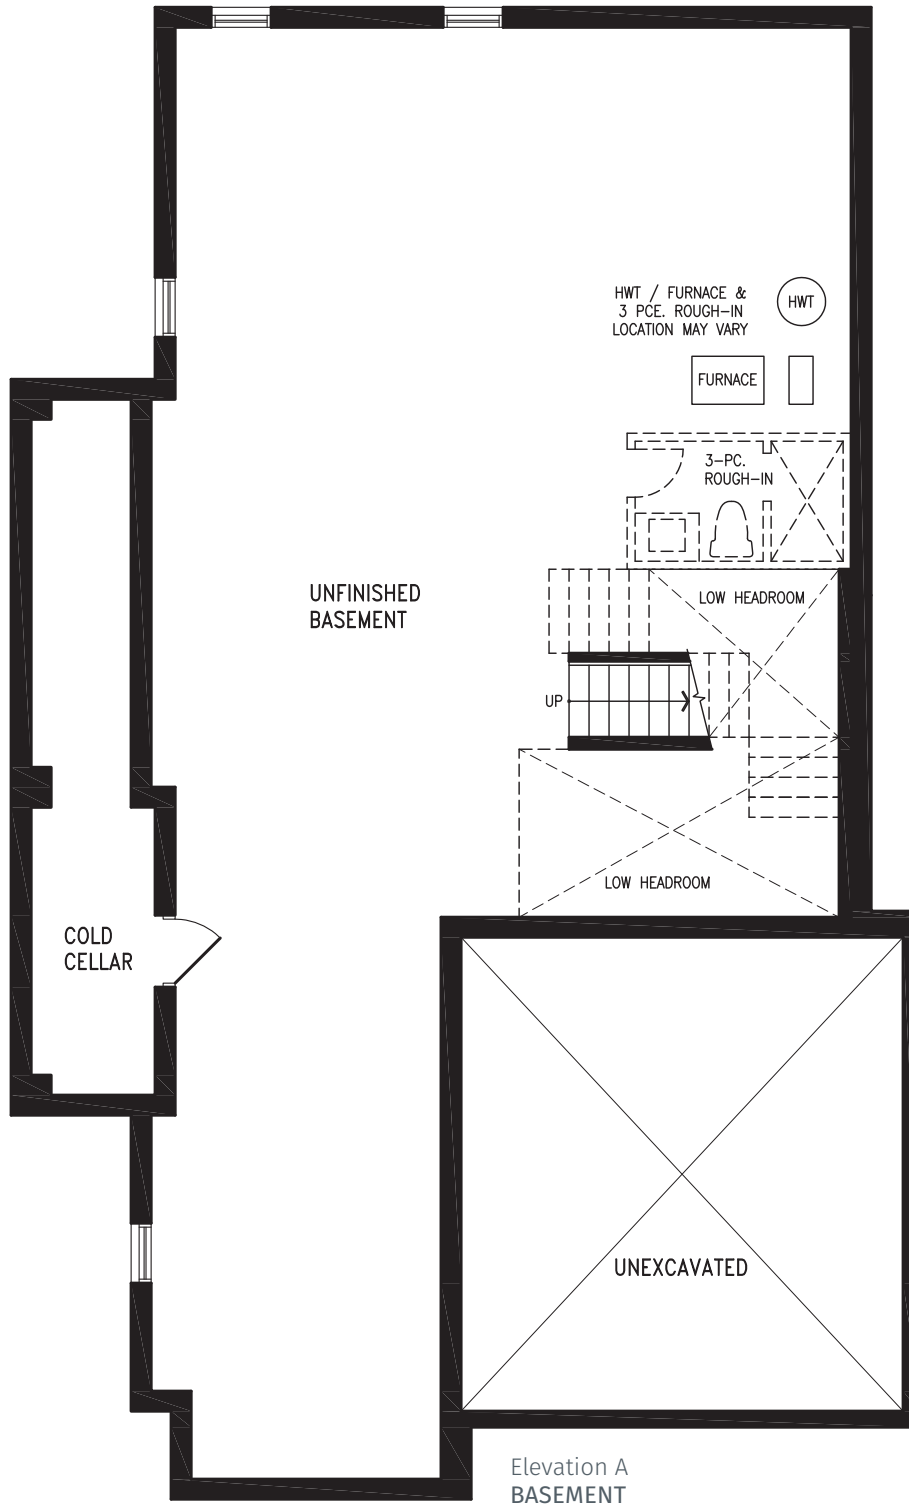 HWT / FURNACE &
3 PCE. ROUGH-IN
LOCATION MAY VARY
HWT
FURNACE
3-PC.
ROUGH-IN
UNFINISHED
BASEMENT
LOW HEADROOM
UP
LOW HEADROOM
COLD
CELLAR
UNEXCAVATED
Elevation A
BASEMENT